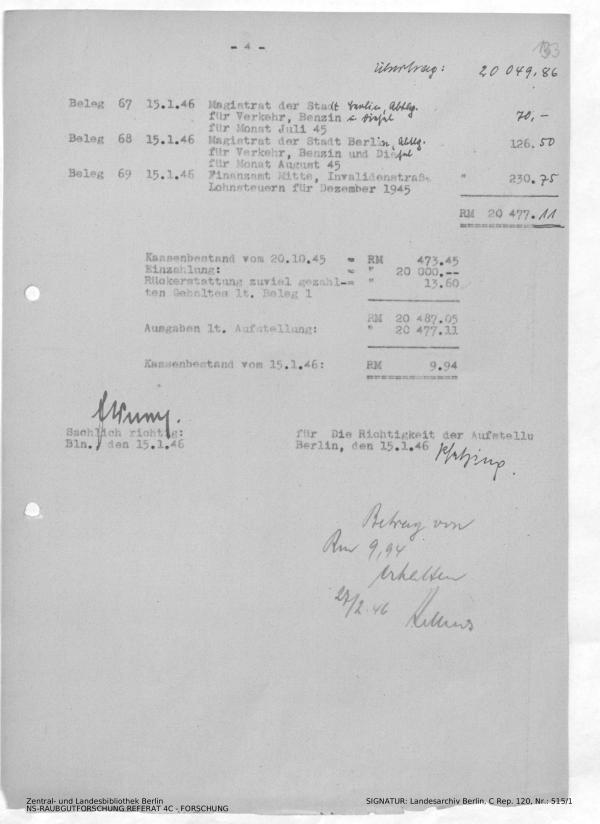 - 4 -
133
Übertrag: 20 049,86
Beleg 67 15.1.46 Magistrat der Stadt Berlin, Abtlg.
für Verkehr, Benzin u Diesel 70,-
für Monat Juli 45
Beleg 68 15.1.46 Magistrat der Stadt Berlin, Abtlg.
für Verkehr, Benzin und Diesel 126.50
für Monat August 45
Beleg 69 15.1.46 Finanzamt Mitte, Invalidenstraße " 230.75
Lohnsteuern für Dezember 1945
RM 20 477.11
Kassenbestand vom 20.10.45 = RM 473.45
Einzahlung: = " 20 000.--
Rückerstattung zuviel gezahl-= " 13.60
ten Gehaltes lt. Beleg 1
RM 20 487.05
Ausgaben lt. Aufstellung: " 20 477.11
Kassenbestand vom 15.1.46: RM 9.94
Sachlich richtig:
Bln., den 15.1.46
für Die Richtigkeit der Aufstellu
Berlin, den 15.1.46
Betrag von
Rm 9,94
erhalten
27/2.46
Zentral- und Landesbibliothek Berlin
NS-RAUBGUTFORSCHUNG REFERAT 4C - FORSCHUNG
SIGNATUR: Landesarchiv Berlin, C Rep. 120, Nr.: 515/1